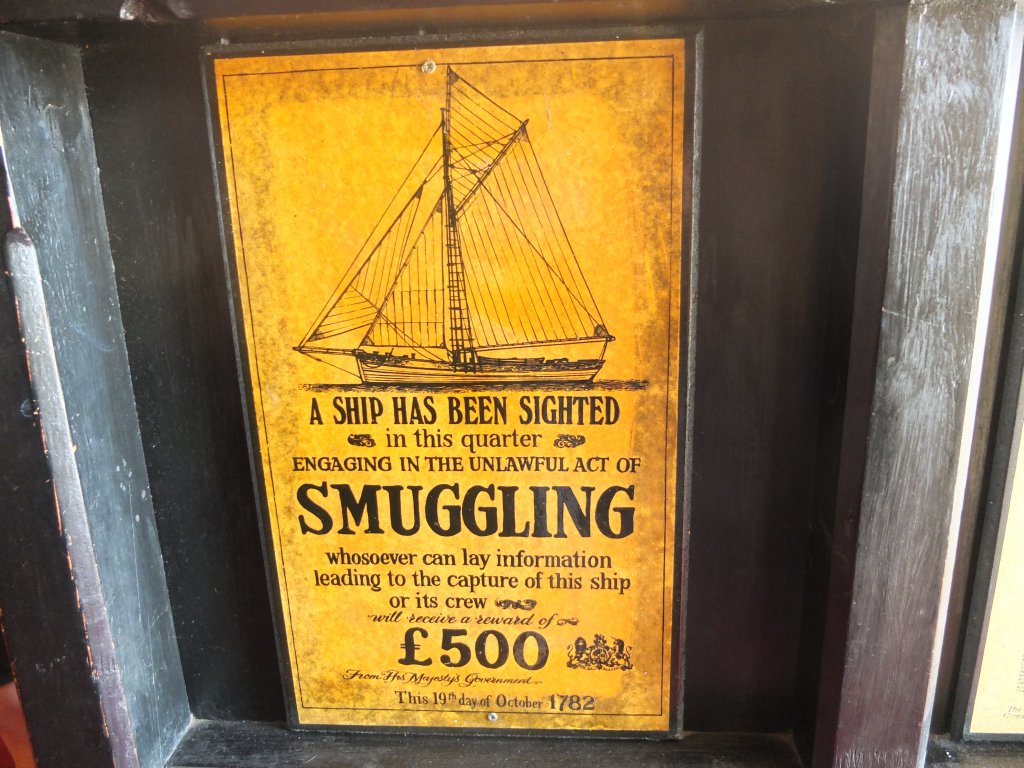 A SHIP HAS BEEN SIGHTED
in this quarter
ENGAGING IN THE UNLAWFUL ACT OF
SMUGGLING
whosoever can lay information
leading to the capture of this ship
or its crew
will receive a reward of
£500
From His Majesty's Government
This 19th day of October 1782